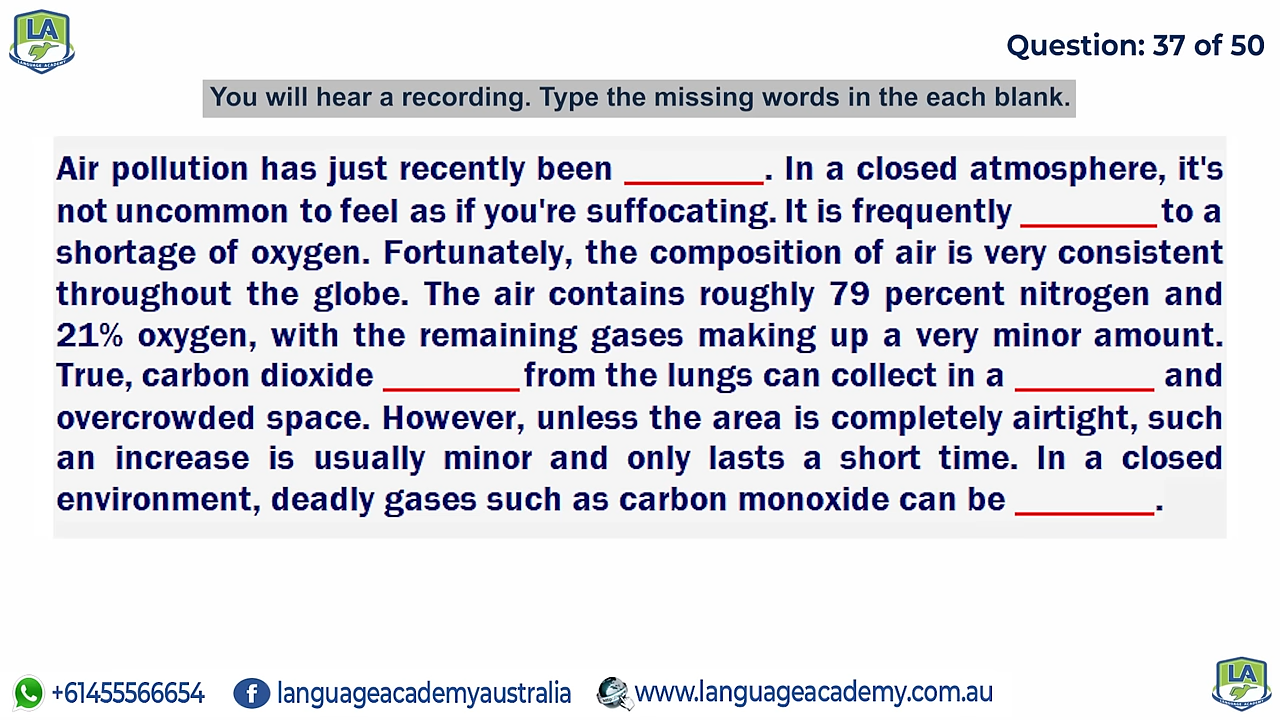 LA
LANGUAGE ACADEMY
Question: 37 of 50
You will hear a recording. Type the missing words in the each blank.
Air pollution has just recently been ________. In a closed atmosphere, it's
not uncommon to feel as if you're suffocating. It is frequently ________ to a
shortage of oxygen. Fortunately, the composition of air is very consistent
throughout the globe. The air contains roughly 79 percent nitrogen and
21% oxygen, with the remaining gases making up a very minor amount.
True, carbon dioxide ________ from the lungs can collect in a ________ and
overcrowded space. However, unless the area is completely airtight, such
an increase is usually minor and only lasts a short time. In a closed
environment, deadly gases such as carbon monoxide can be ________.
+61455566654
languageacademyaustralia
www.languageacademy.com.au
LA